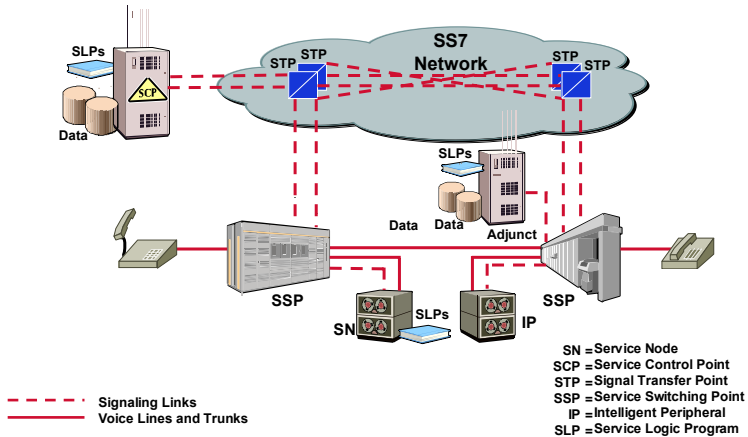 SLPs
SCP
Data
STP
STP
SS7
Network
STP
STP
SLPs
Data
Data
Adjunct
SSP
SN
SLPs
IP
SSP
SN = Service Node
SCP = Service Control Point
STP = Signal Transfer Point
SSP = Service Switching Point
IP = Intelligent Peripheral
SLP = Service Logic Program
Signaling Links
Voice Lines and Trunks